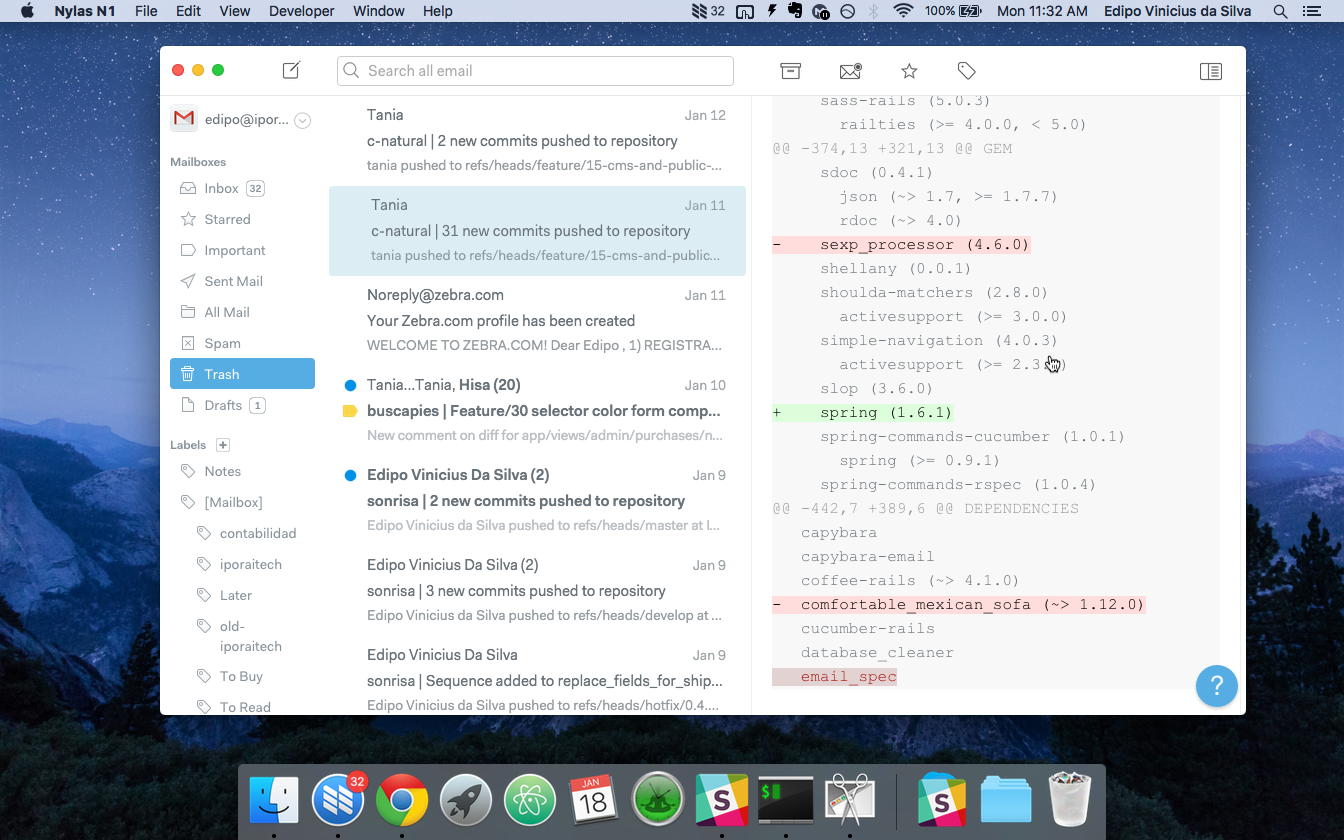 Nylas N1 File Edit View Developer Window Help 32 100% Mon 11:32 AM Edipo Vinicius da Silva
Search all email
edipo@ipor...
Mailboxes
Inbox 32
Starred
Important
Sent Mail
All Mail
Spam
Trash
Drafts 1
Labels +
Notes
[Mailbox]
contabilidad
iporaitech
Later
old-
iporaitech
To Buy
To Read
Tania Jan 12
c-natural | 2 new commits pushed to repository
tania pushed to refs/heads/feature/15-cms-and-public-...
Tania Jan 11
c-natural | 31 new commits pushed to repository
tania pushed to refs/heads/feature/15-cms-and-public...
Noreply@zebra.com Jan 11
Your Zebra.com profile has been created
WELCOME TO ZEBRA.COM! Dear Edipo , 1) REGISTRA...
Tania...Tania, Hisa (20) Jan 10
buscapies | Feature/30 selector color form comp...
New comment on diff for app/views/admin/purchases/n...
Edipo Vinicius Da Silva (2) Jan 9
sonrisa | 2 new commits pushed to repository
Edipo Vinicius da Silva pushed to refs/heads/master at l...
Edipo Vinicius Da Silva (2) Jan 9
sonrisa | 3 new commits pushed to repository
Edipo Vinicius da Silva pushed to refs/heads/develop at ...
Edipo Vinicius Da Silva Jan 9
sonrisa | Sequence added to replace_fields_for_ship...
Edipo Vinicius da Silva pushed to refs/heads/hotfix/0.4....
sass-rails (5.0.3)
railties (>= 4.0.0, < 5.0)
@@ -374,13 +321,13 @@ GEM
sdoc (0.4.1)
json (~> 1.7, >= 1.7.7)
rdoc (~> 4.0)
- sexp_processor (4.6.0)
shellany (0.0.1)
shoulda-matchers (2.8.0)
activesupport (>= 3.0.0)
simple-navigation (4.0.3)
activesupport (>= 2.3
slop (3.6.0)
+ spring (1.6.1)
spring-commands-cucumber (1.0.1)
spring (>= 0.9.1)
spring-commands-rspec (1.0.4)
@@ -442,7 +389,6 @@ DEPENDENCIES
capybara
capybara-email
coffee-rails (~> 4.1.0)
- comfortable_mexican_sofa (~> 1.12.0)
cucumber-rails
database_cleaner
email_spec
?
32
JAN
18
S
$
S